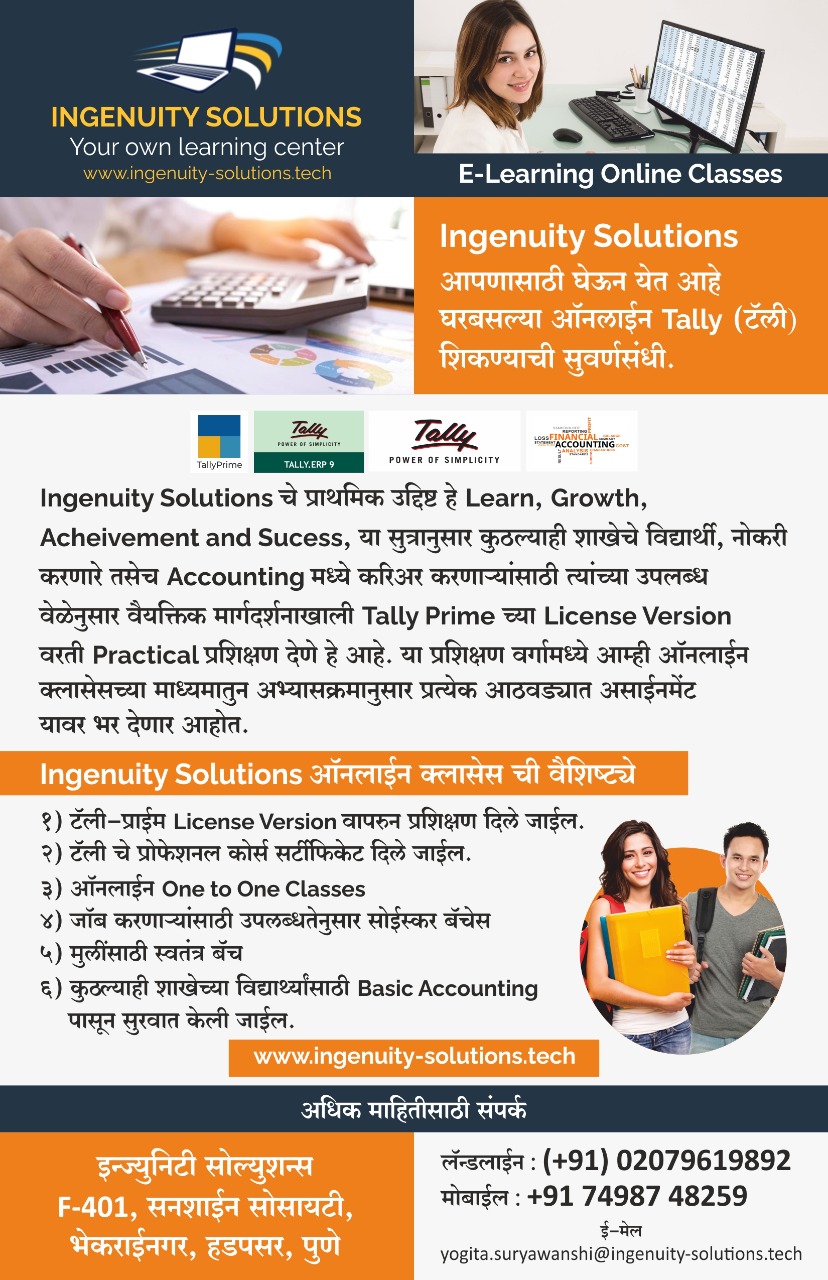 INGENUITY SOLUTIONS
Your own learning center
www.ingenuity-solutions.tech
E-Learning Online Classes
Ingenuity Solutions
आपणासाठी घेऊन येत आहे
घरबसल्या ऑनलाईन Tally (टॅली)
शिकण्याची सुवर्णसंधी.
TallyPrime
Tally
POWER OF SIMPLICITY
TALLY.ERP 9
Tally
POWER OF SIMPLICITY
REPORTING
LOSS FINANCIAL
ACCOUNTING COST
ANALYSIS
Ingenuity Solutions चे प्राथमिक उद्दिष्ट हे Learn, Growth,
Acheivement and Sucess, या सुत्रानुसार कुठल्याही शाखेचे विद्यार्थी, नोकरी
करणारे तसेच Accounting मध्ये करिअर करणाऱ्यांसाठी त्यांच्या उपलब्ध
वेळेनुसार वैयक्तिक मार्गदर्शनाखाली Tally Prime च्या License Version
वरती Practical प्रशिक्षण देणे हे आहे. या प्रशिक्षण वर्गामध्ये आम्ही ऑनलाईन
क्लासेसच्या माध्यमातुन अभ्यासक्रमानुसार प्रत्येक आठवड्यात असाईनमेंट
यावर भर देणार आहोत.
Ingenuity Solutions ऑनलाईन क्लासेस ची वैशिष्ट्ये
१) टॅली-प्राईम License Version वापरुन प्रशिक्षण दिले जाईल.
२) टॅली चे प्रोफेशनल कोर्स सर्टीफिकेट दिले जाईल.
३) ऑनलाईन One to One Classes
४) जॉब करणाऱ्यांसाठी उपलब्धतेनुसार सोईस्कर बॅचेस
५) मुलींसाठी स्वतंत्र बॅच
६) कुठल्याही शाखेच्या विद्यार्थ्यांसाठी Basic Accounting
पासून सुरवात केली जाईल.
www.ingenuity-solutions.tech
अधिक माहितीसाठी संपर्क
इन्ज्युनिटी सोल्युशन्स
F-401, सनशाईन सोसायटी,
भेकराईनगर, हडपसर, पुणे
लॅन्डलाईन : (+91) 02079619892
मोबाईल : +91 74987 48259
ई-मेल
yogita.suryawanshi@ingenuity-solutions.tech